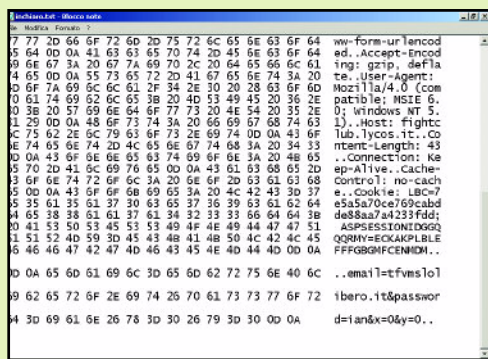 inchiaro.txt - Blocco note
File Modifica Formato ?
77 2D 66 6F 72 6D 2D 75 72 6C 65 6E 63 6F 64 ww-form-urlencod
65 64 0D 0A 41 63 63 65 70 74 2D 45 6E 63 6F 64 ed..Accept-Encod
69 6E 67 3A 20 67 7A 69 70 2C 20 64 65 66 6C 61 ing: gzip, defla
74 65 0D 0A 55 73 65 72 2D 41 67 65 6E 74 3A 20 te..User-Agent:
4D 6F 7A 69 6C 6C 61 2F 34 2E 30 20 28 63 6F 6D Mozilla/4.0 (com
70 61 74 69 62 6C 65 3B 20 4D 53 49 45 20 36 2E patible; MSIE 6.
30 3B 20 57 69 6E 64 6F 77 73 20 4E 54 20 35 2E 0; Windows NT 5.
31 29 0D 0A 48 6F 73 74 3A 20 66 69 67 68 74 63 1)..Host: fightc
6C 75 62 2E 6C 79 63 6F 73 2E 69 74 0D 0A 43 6F lub.lycos.it..Co
6E 74 65 6E 74 2D 4C 65 6E 67 74 68 3A 20 34 33 ntent-Length: 43
0D 0A 43 6F 6E 6E 65 63 74 69 6F 6E 3A 20 4B 65 ..Connection: Ke
65 70 2D 41 6C 69 76 65 0D 0A 43 61 63 68 65 2D ep-Alive..Cache-
43 6F 6E 74 72 6F 6C 3A 20 6E 6F 2D 63 61 63 68 Control: no-cach
65 0D 0A 43 6F 6F 6B 69 65 3A 20 4C 42 43 3D 37 e..Cookie: LBC=7
65 35 61 35 61 37 30 63 65 37 36 39 63 61 62 64 e5a5a70ce769cabd
64 65 38 38 61 61 37 61 34 32 33 33 66 64 64 3B de88aa7a4233fdd;
20 41 53 50 53 45 53 53 49 4F 4E 49 44 47 47 51 ASPSESSIONIDGGQ
51 51 52 4D 59 3D 45 43 4B 41 4B 50 4C 42 4C 45 QQRMY=ECKAKPLBLE
46 46 46 47 42 47 4D 46 43 45 4E 4D 44 4D 0D 0A FFFGBGMFCENMDM..
0D 0A 65 6D 61 69 6C 3D 65 6D 62 72 75 6E 40 6C ..email=tfvmslol
69 62 65 72 6F 2E 69 74 26 70 61 73 73 77 6F 72 ibero.it&passwor
64 3D 69 61 6E 26 78 3D 30 26 79 3D 30 0D 0A d=ian&x=0&y=0..